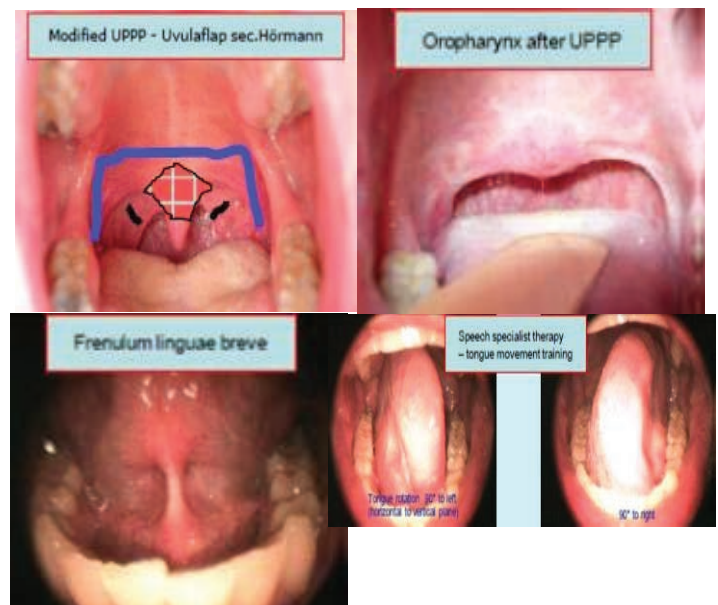 Modified UPPP - Uvulaflap sec.Hörmann
Oropharynx after UPPP
Frenulum linguae breve
Speech specialist therapy
– tongue movement training
Tongue rotation 90° to left
(horizontal to vertical plane)
90° to right